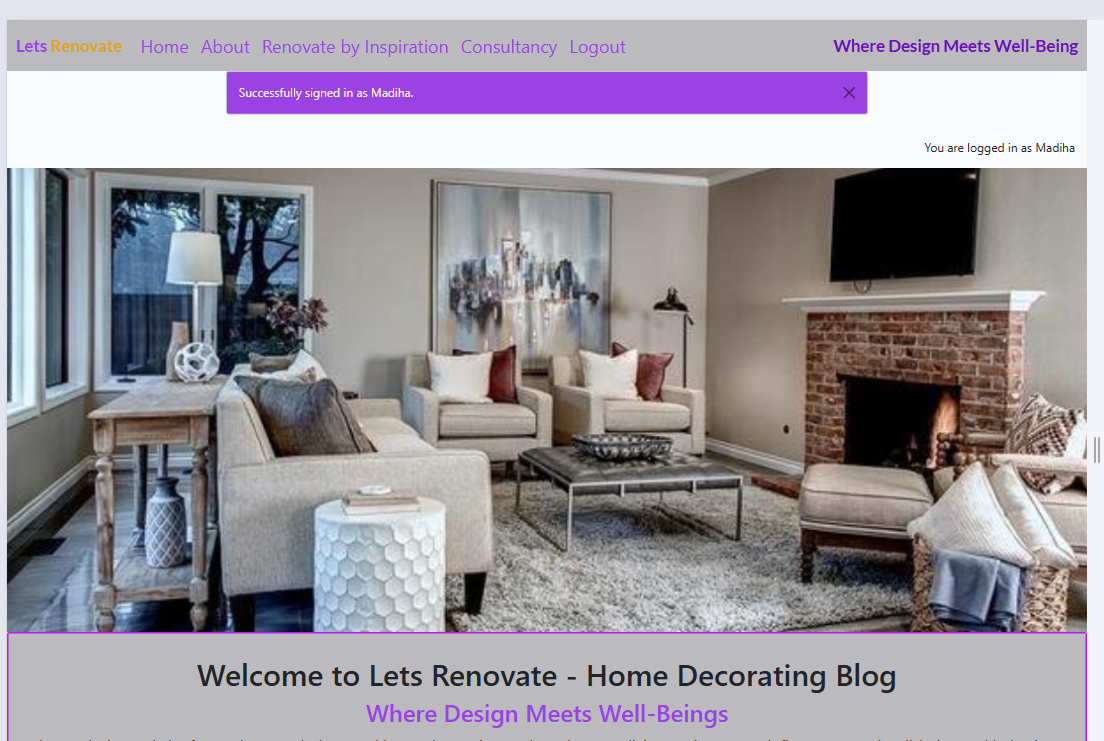 Lets Renovate Home About Renovate by Inspiration Consultancy Logout Where Design Meets Well-Being
Successfully signed in as Madiha.
You are logged in as Madiha
Welcome to Lets Renovate - Home Decorating Blog
Where Design Meets Well-Beings